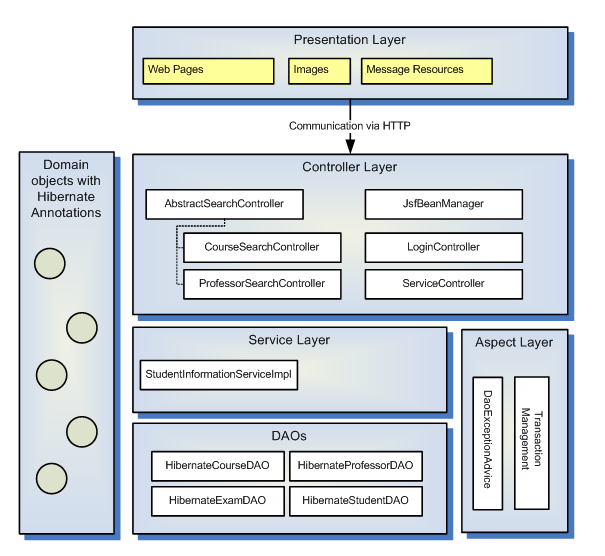 Presentation Layer
Web Pages
Images
Message Resources
Communication via HTTP
Domain
objects with
Hibernate
Annotations
Controller Layer
AbstractSearchController
JsfBeanManager
CourseSearchController
LoginController
ProfessorSearchController
ServiceController
Service Layer
StudentInformationServiceImpl
Aspect Layer
DaoExceptionAdvice
Transaction
Management
DAOs
HibernateCourseDAO
HibernateProfessorDAO
HibernateExamDAO
HibernateStudentDAO